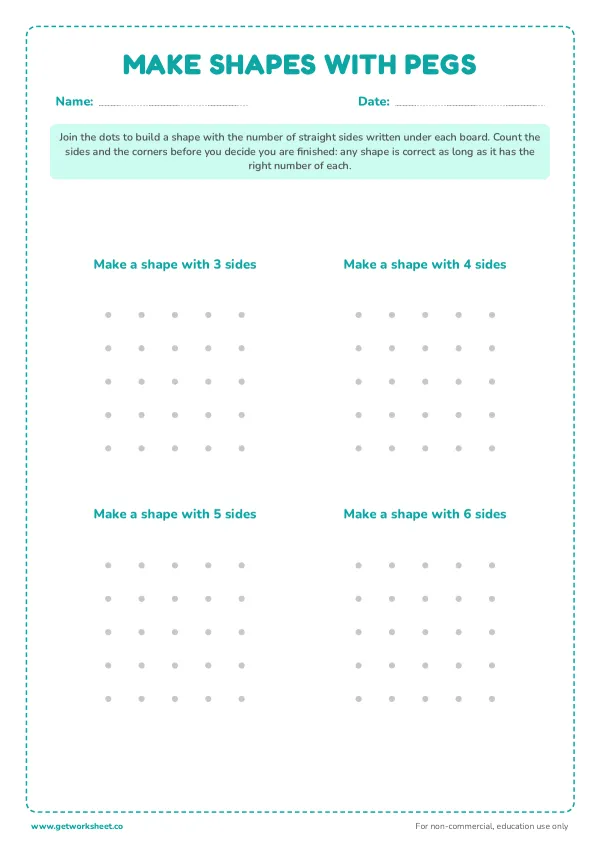 MAKE SHAPES WITH PEGS
Name: Date:
Join the dots to build a shape with the number of straight sides written under each board. Count the
sides and the corners before you decide you are finished: any shape is correct as long as it has the
right number of each.
Make a shape with 3 sides
Make a shape with 4 sides
Make a shape with 5 sides
Make a shape with 6 sides
www.getworksheet.co
For non-commercial, education use only